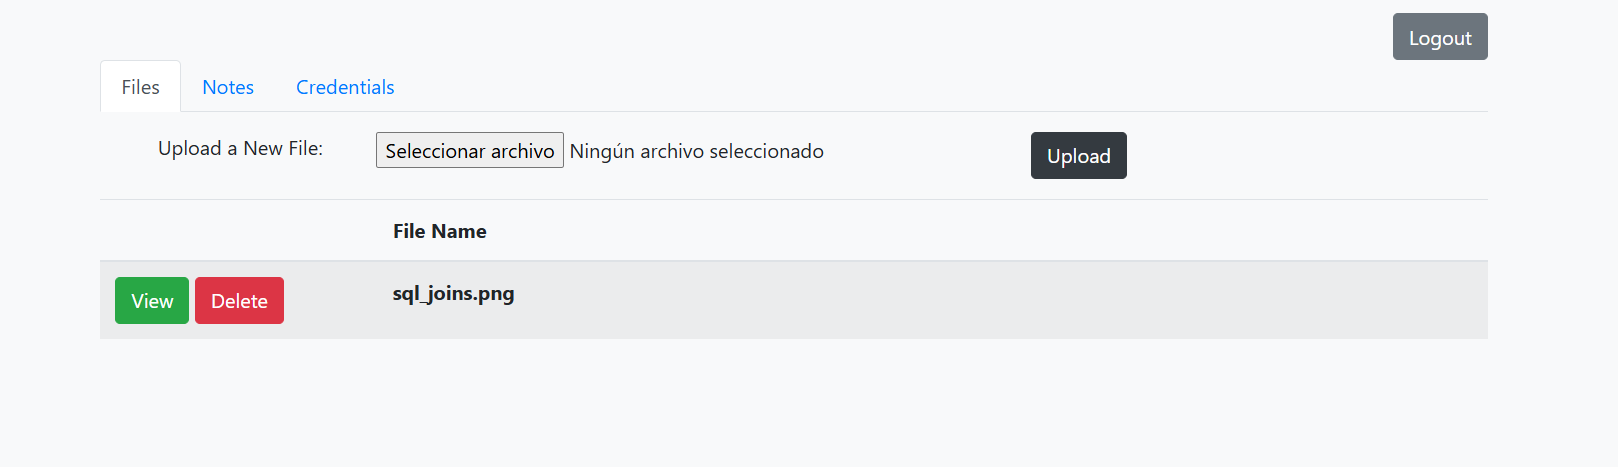 Logout
Files Notes Credentials
Upload a New File: Seleccionar archivo Ningún archivo seleccionado Upload
File Name
View Delete sql_joins.png